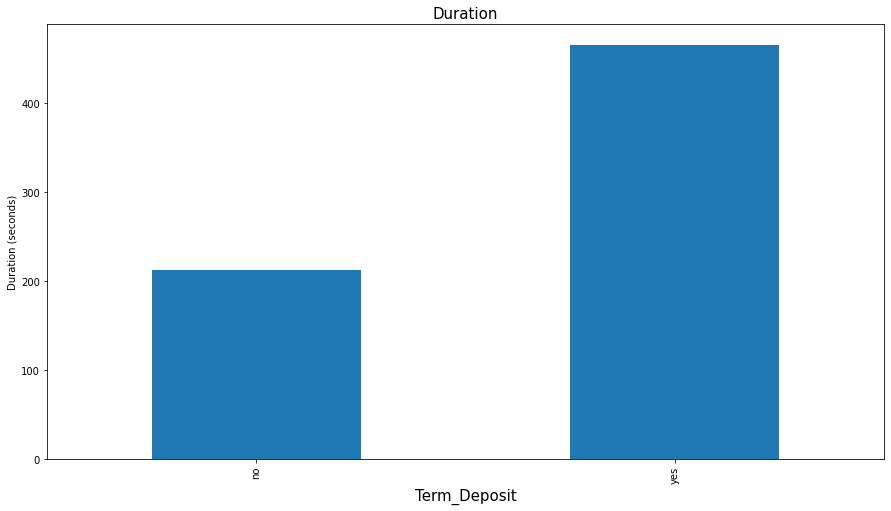 Duration
Duration (seconds)
400
300
200
100
0
no
yes
Term_Deposit